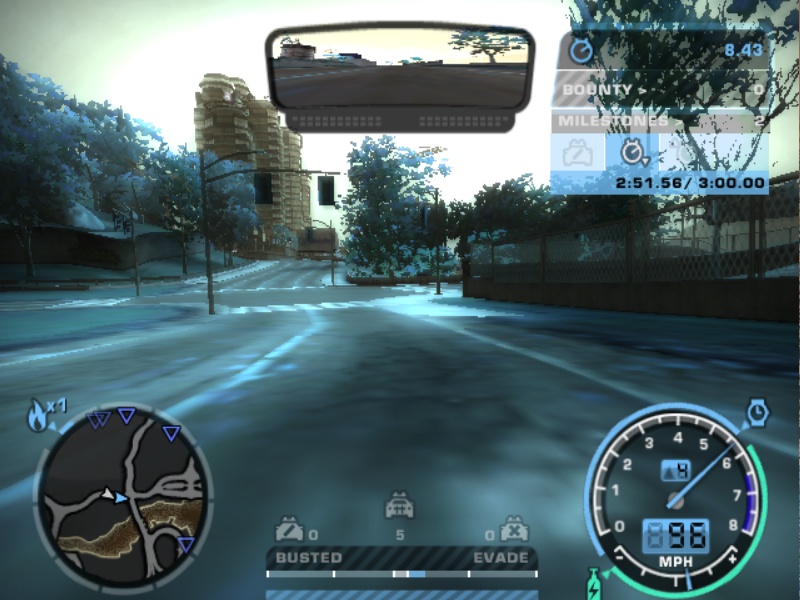 8.43
BOUNTY > 0
MILESTONES 2
2:51.56/ 3:00.00
x1
0 5 0
BUSTED EVADE
0 1 2 3 4 5 6 7 8
4
96
MPH